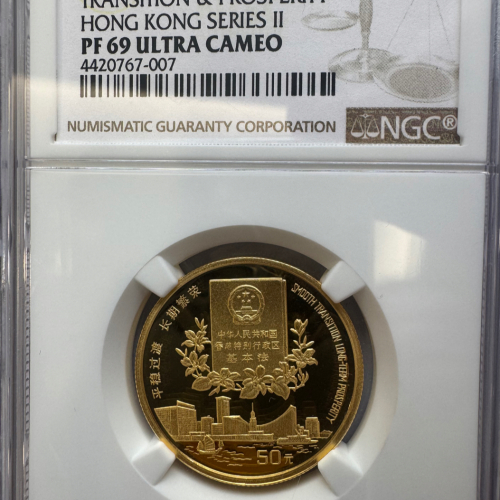 TRANSITION & PROSPERITY
HONG KONG SERIES II
PF 69 ULTRA CAMEO
4420767-007
NUMISMATIC GUARANTY CORPORATION
NGC®
平稳过渡 长期繁荣
SMOOTH TRANSITION LONG-TERM PROSPERITY
中华人民共和国
香港特别行政区
基本法
50元